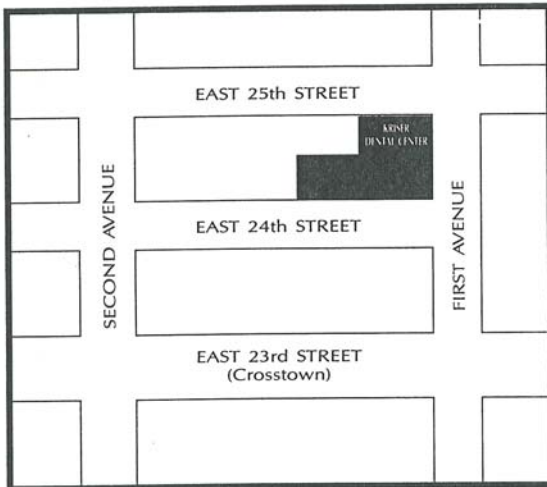 EAST 25th STREET
KRISER
DENTAL CENTER
SECOND AVENUE
EAST 24th STREET
FIRST AVENUE
EAST 23rd STREET
(Crosstown)